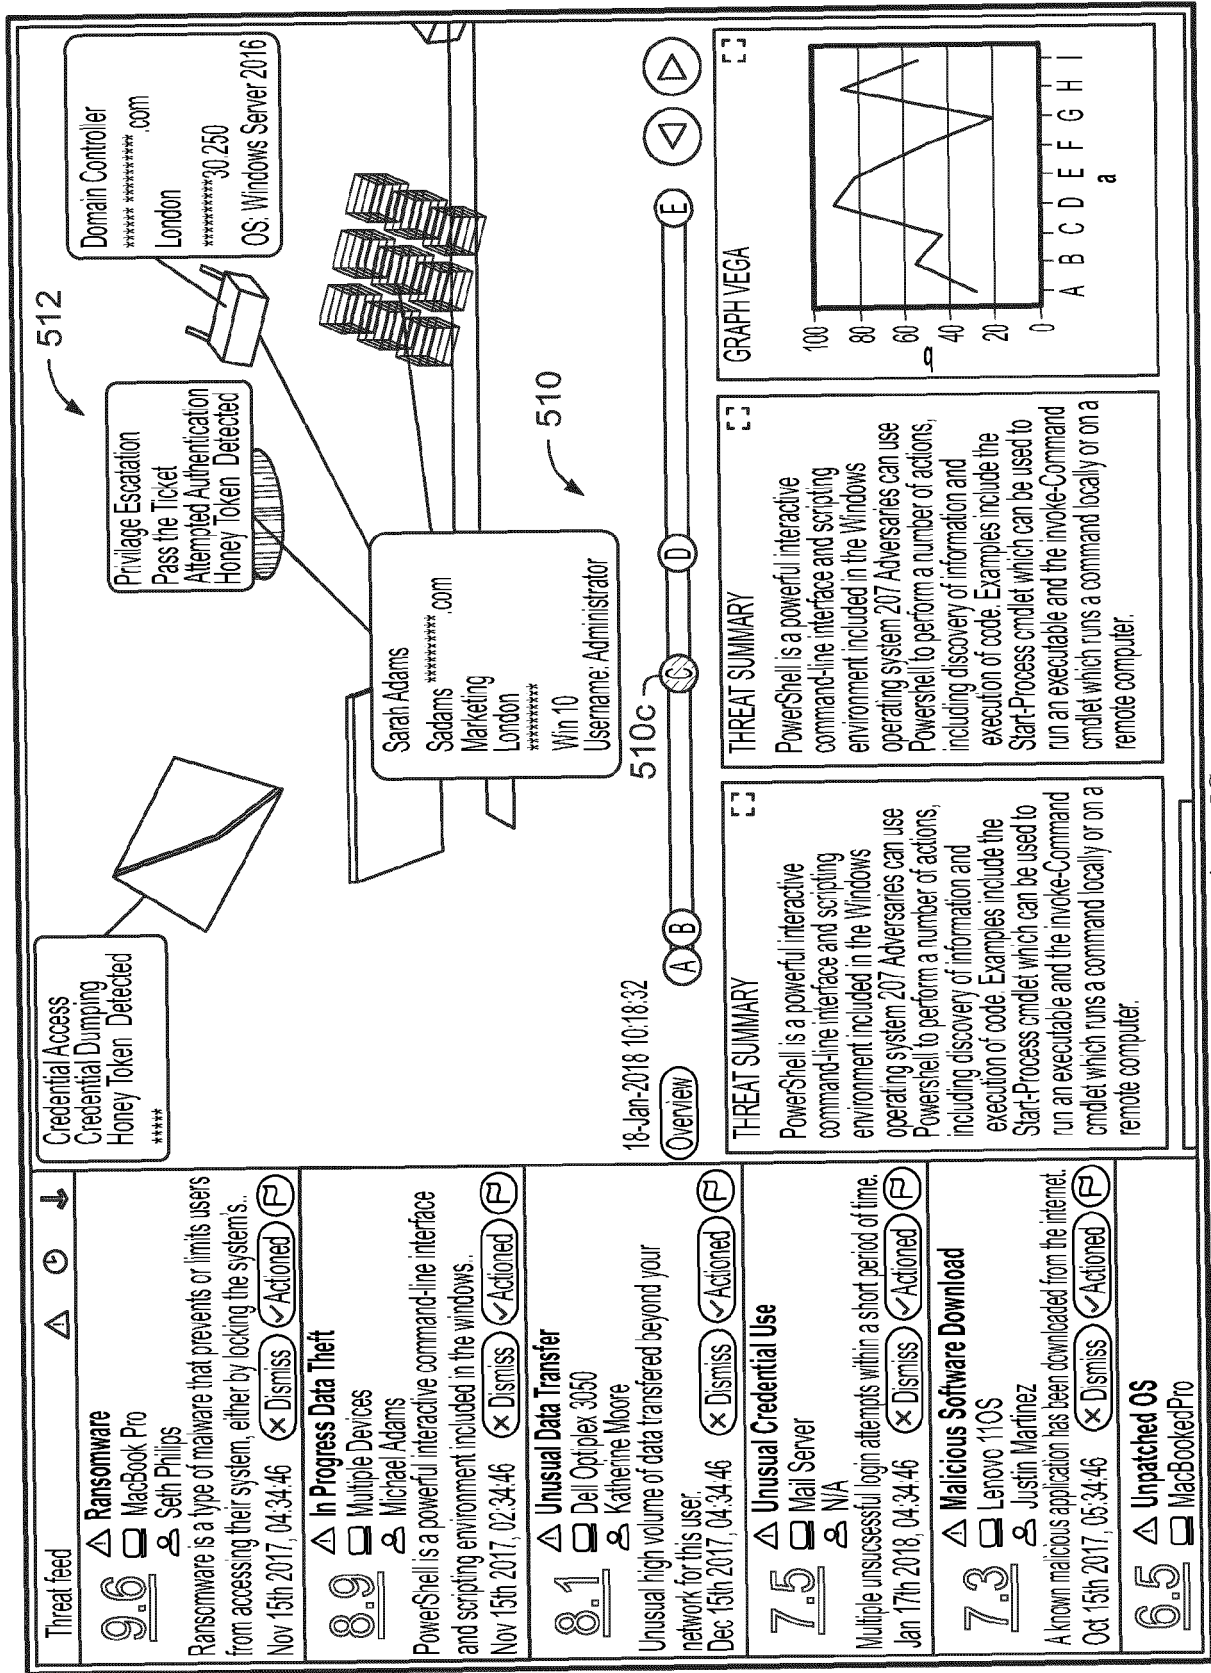 Threat feed
9.6
Ransomware
MacBook Pro
Seth Philips
Ransomware is a type of malware that prevents or limits users
from accessing their system, either by locking the system's..
Nov 15th 2017, 04:34:46
× Dismiss
✓Actioned
8.9
In Progress Data Theft
Multiple Devices
Michael Adams
PowerShell is a powerful interactive command-line interface
and scripting environment included in the windows..
Nov 15th 2017, 02:34:46
× Dismiss
✓Actioned
8.1
Unusual Data Transfer
Dell Optiplex 3050
Katherine Moore
Unusual high volume of data transferred beyond your
network for this user.
Dec 15th 2017, 04:34:46
× Dismiss
✓Actioned
7.5
Unusual Credential Use
Mail Server
N/A
Multiple unsucessful login attempts within a short period of time.
Jan 17th 2018, 04:34:46
× Dismiss
✓Actioned
7.3
Malicious Software Download
Lenovo 110S
Justin Martinez
A known malicious application has been downloaded from the internet.
Oct 15th 2017, 05:34:46
× Dismiss
✓Actioned
6.5
Unpatched OS
MacBookedPro
Credential Access
Credential Dumping
Honey Token Detected
*****
512
Privilage Escatation
Pass the Ticket
Attempted Authentication
Honey Token Detected
Domain Controller
****** ***********.com
London
**********30.250
OS: Windows Server 2016
Sarah Adams
Sadams **********.com
Marketing
London
**********
Win 10
Username: Administrator
510
510c
18-Jan-2018 10:18:32
Overview
A B C D E
THREAT SUMMARY
PowerShell is a powerful interactive
command-line interface and scripting
environment included in the Windows
operating system 207 Adversaries can use
Powershell to perform a number of actions,
including discovery of information and
execution of code. Examples include the
Start-Process cmdlet which can be used to
run an executable and the invoke-Command
cmdlet which runs a command locally or on a
remote computer.
THREAT SUMMARY
PowerShell is a powerful interactive
command-line interface and scripting
environment included in the Windows
operating system 207 Adversaries can use
Powershell to perform a number of actions,
including discovery of information and
execution of code. Examples include the
Start-Process cmdlet which can be used to
run an executable and the invoke-Command
cmdlet which runs a command locally or on a
remote computer.
GRAPH VEGA
100
80
60
b
40
20
0
A B C D E F G H I
a